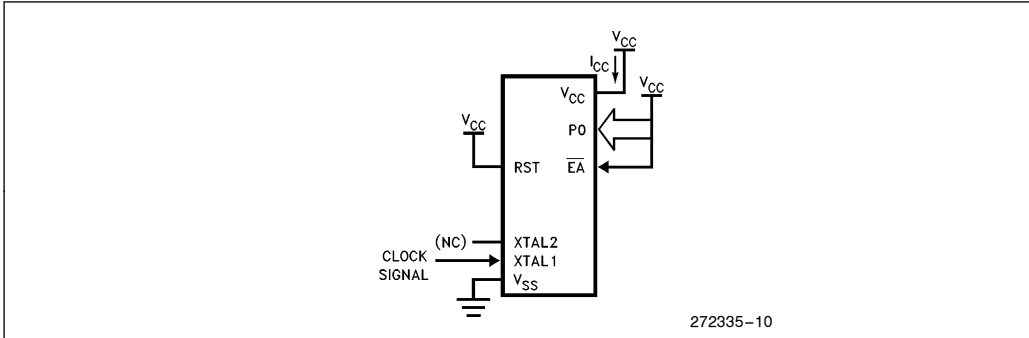 VCC
ICC
VCC
VCC
P0
VCC
RST
EA
(NC)
XTAL2
CLOCK
SIGNAL
XTAL1
VSS
272335–10